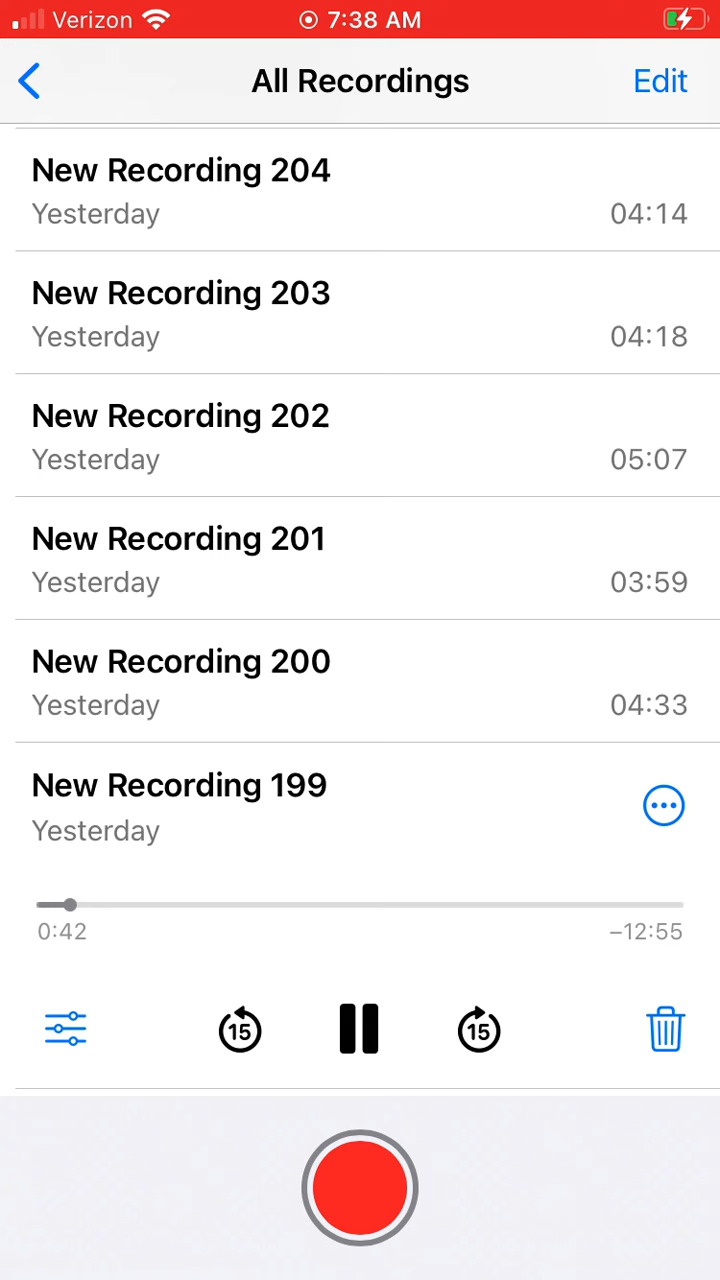 Verizon 7:38 AM
All Recordings Edit
New Recording 204
Yesterday 04:14
New Recording 203
Yesterday 04:18
New Recording 202
Yesterday 05:07
New Recording 201
Yesterday 03:59
New Recording 200
Yesterday 04:33
New Recording 199
Yesterday
0:42 −12:55
15 15